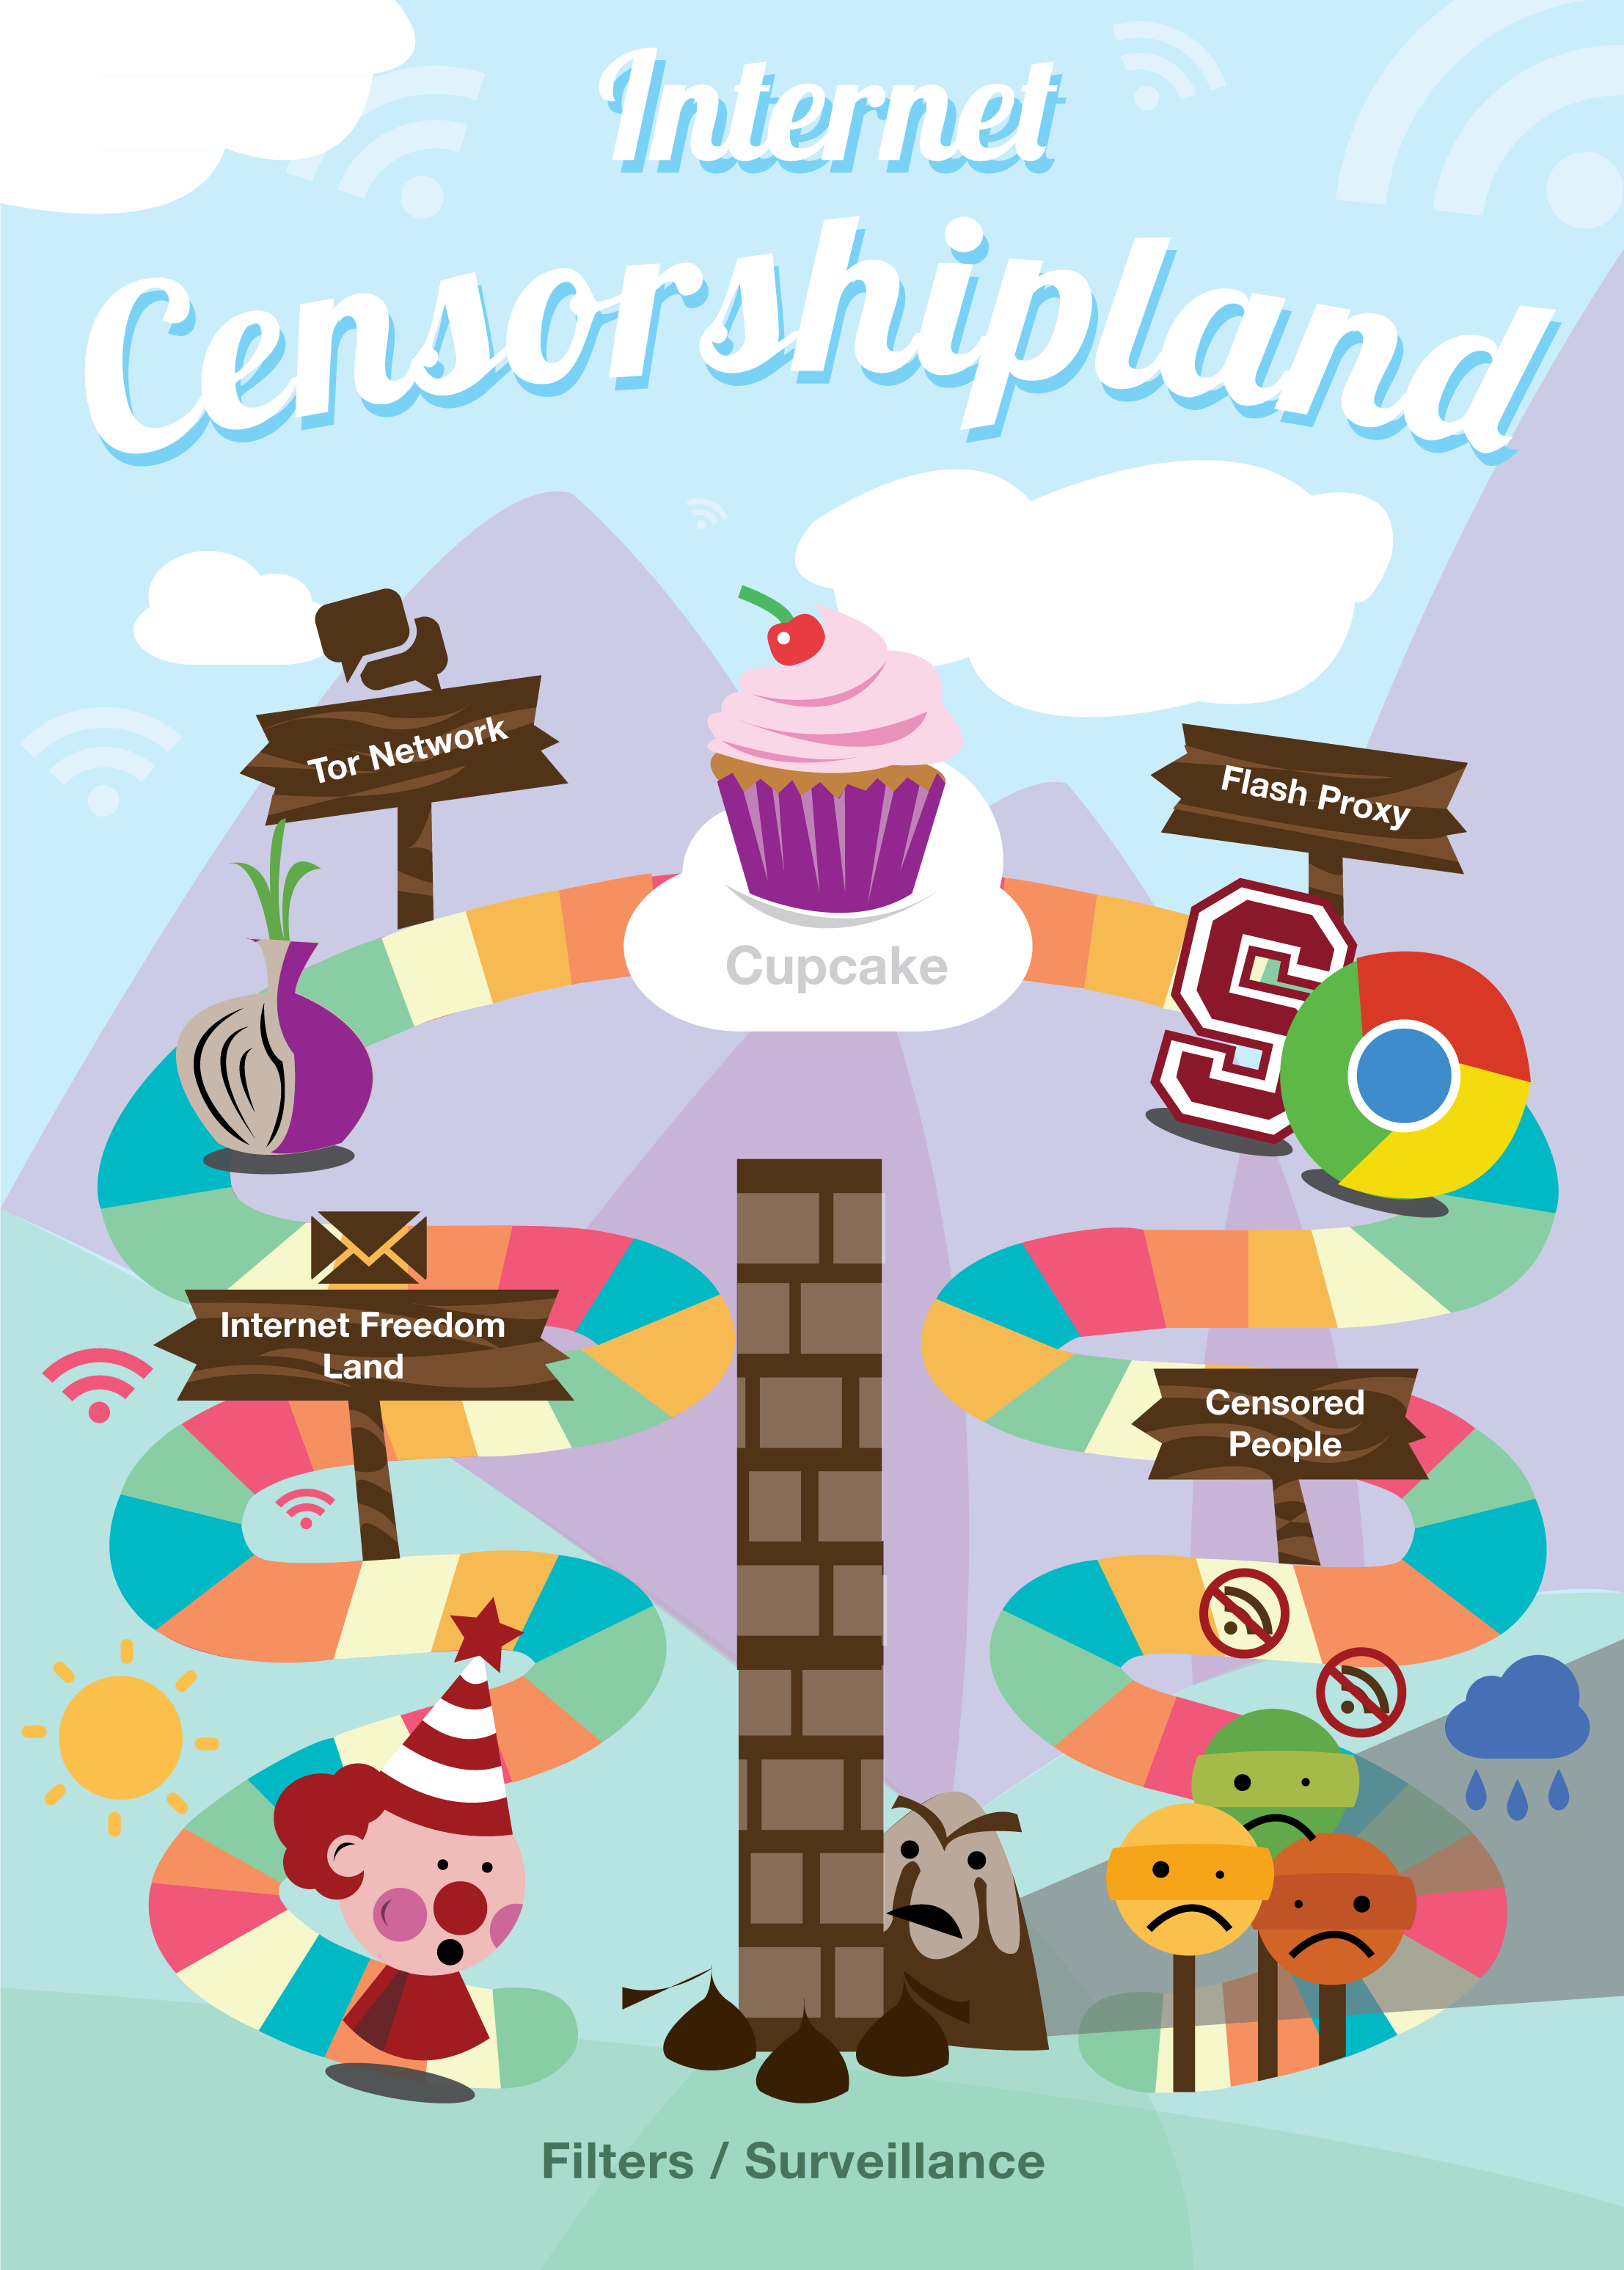 Internet
Censorshipland
Tor Network
Flash Proxy
Cupcake
S
Internet Freedom
Land
Censored
People
Filters / Surveillance